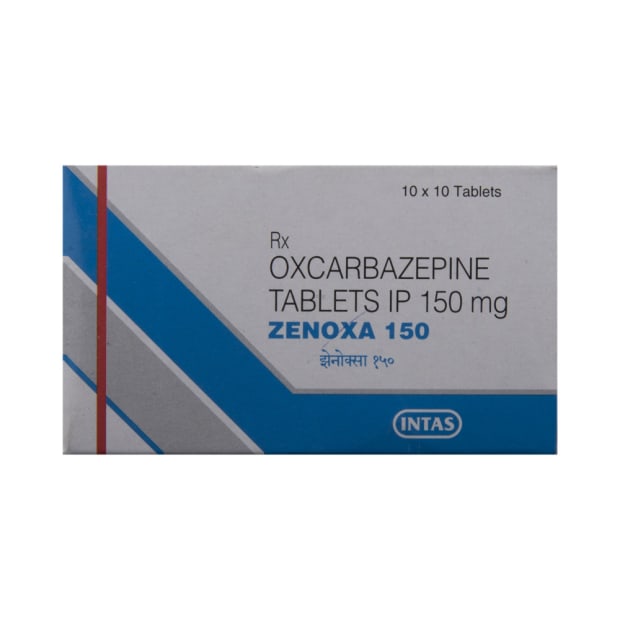 10 x 10 Tablets
Rx
OXCARBAZEPINE
TABLETS IP 150 mg
ZENOXA 150
झेनोक्सा १५०
INTAS